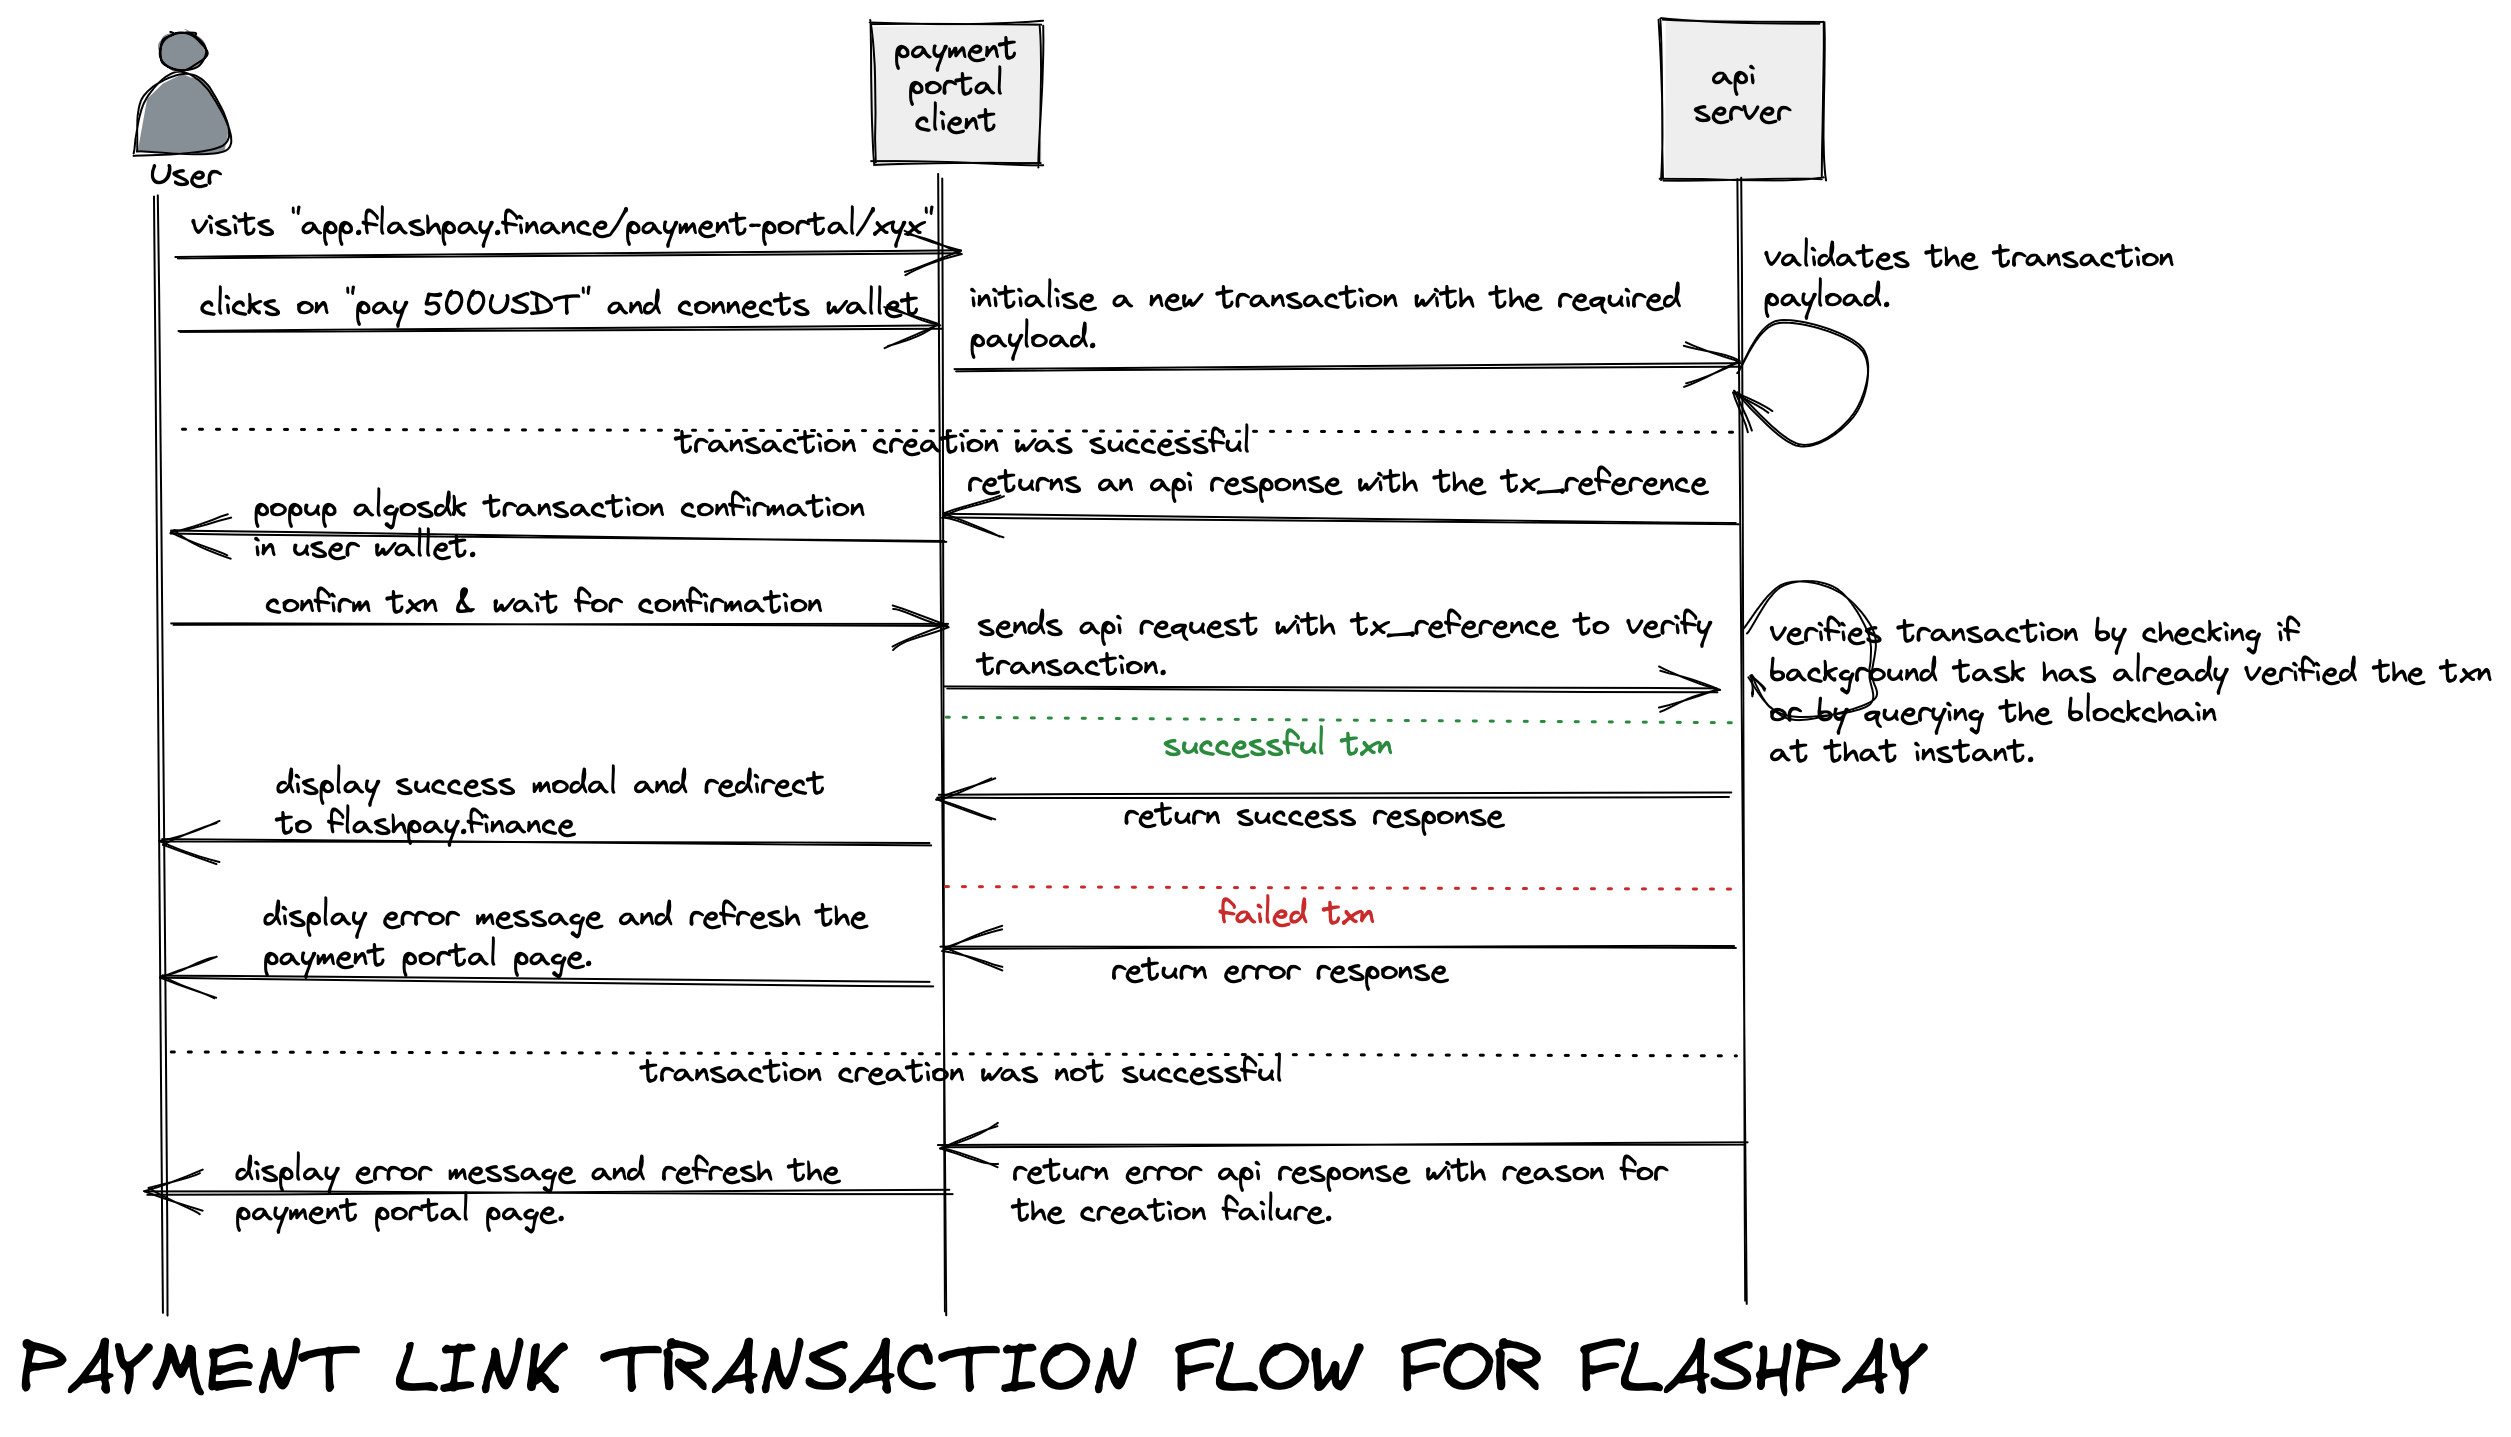 payment
portal
client
api
server
User
visits "app.flashpay.finance/payment-portal/xyx"
validates the transaction
payload.
clicks on "pay 500USDT" and connects wallet
initialise a new transaction with the required
payload.
transaction creation was successful
returns an api response with the tx_reference
popup algosdk transaction confirmation
in user wallet.
confirm txn & wait for confirmation
sends api request with tx_reference to verify
transaction.
verifies transaction by checking if
background task has already verified the txn
or by querying the blockchain
at that instant.
successful txn
display success modal and redirect
to flashpay.finance
return success response
failed txn
display error message and refresh the
payment portal page.
return error response
transaction creation was not successful
display error message and refresh the
payment portal page.
return error api response with reason for
the creation failure.
PAYMENT LINK TRANSACTION FLOW FOR FLASHPAY